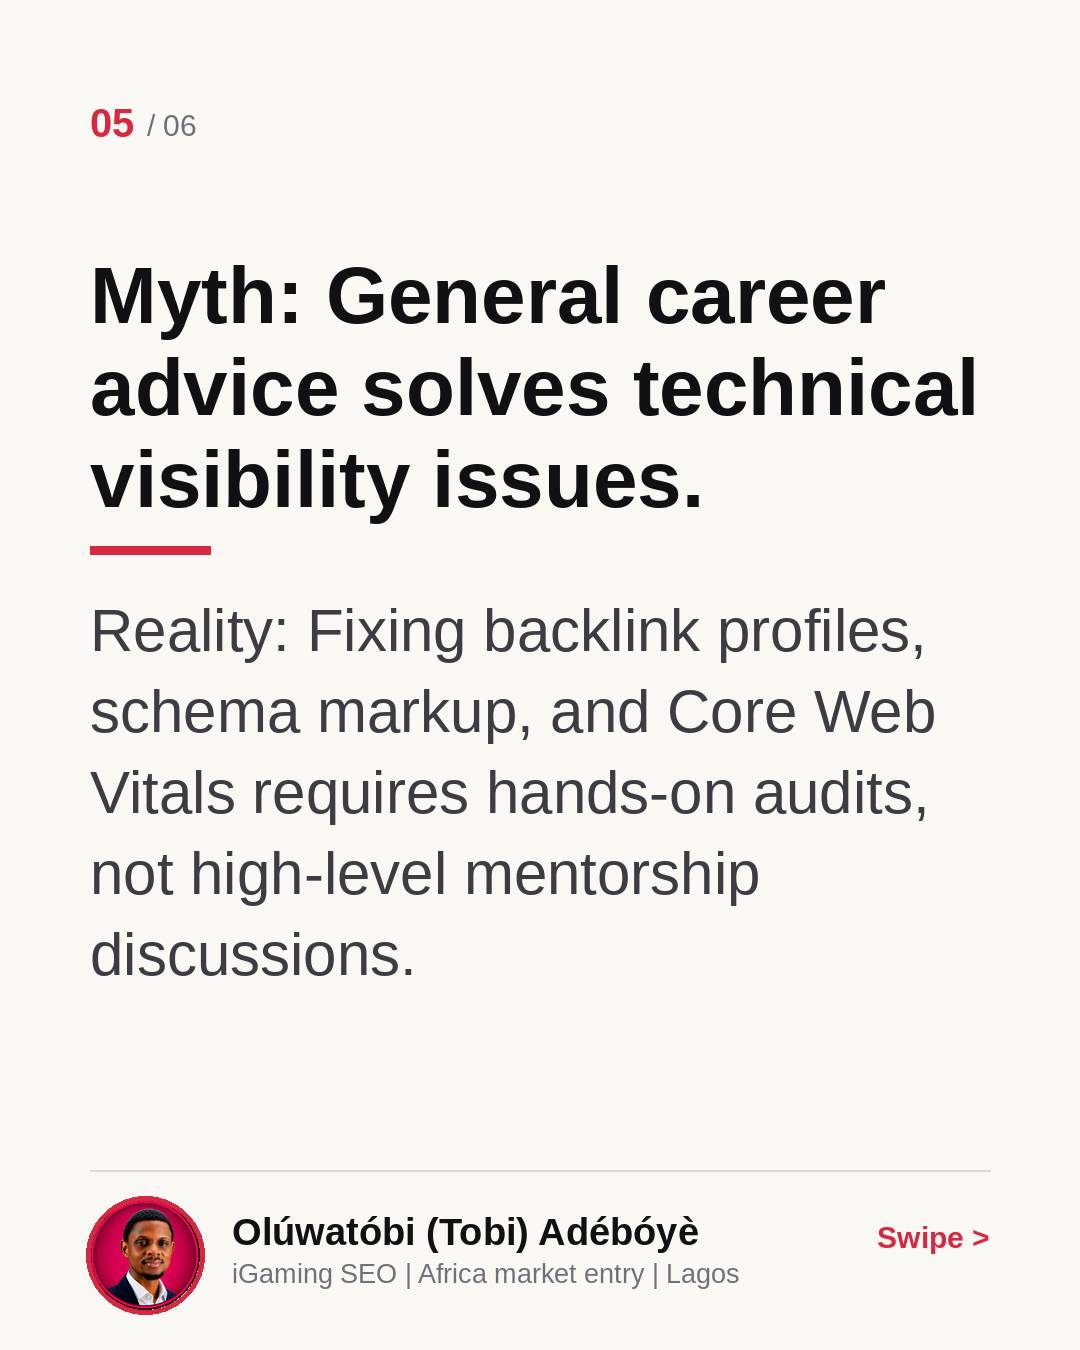 05 / 06
Myth: General career
advice solves technical
visibility issues.
Reality: Fixing backlink profiles,
schema markup, and Core Web
Vitals requires hands-on audits,
not high-level mentorship
discussions.
Olúwatóbi (Tobi) Adébóyè
iGaming SEO | Africa market entry | Lagos
Swipe >